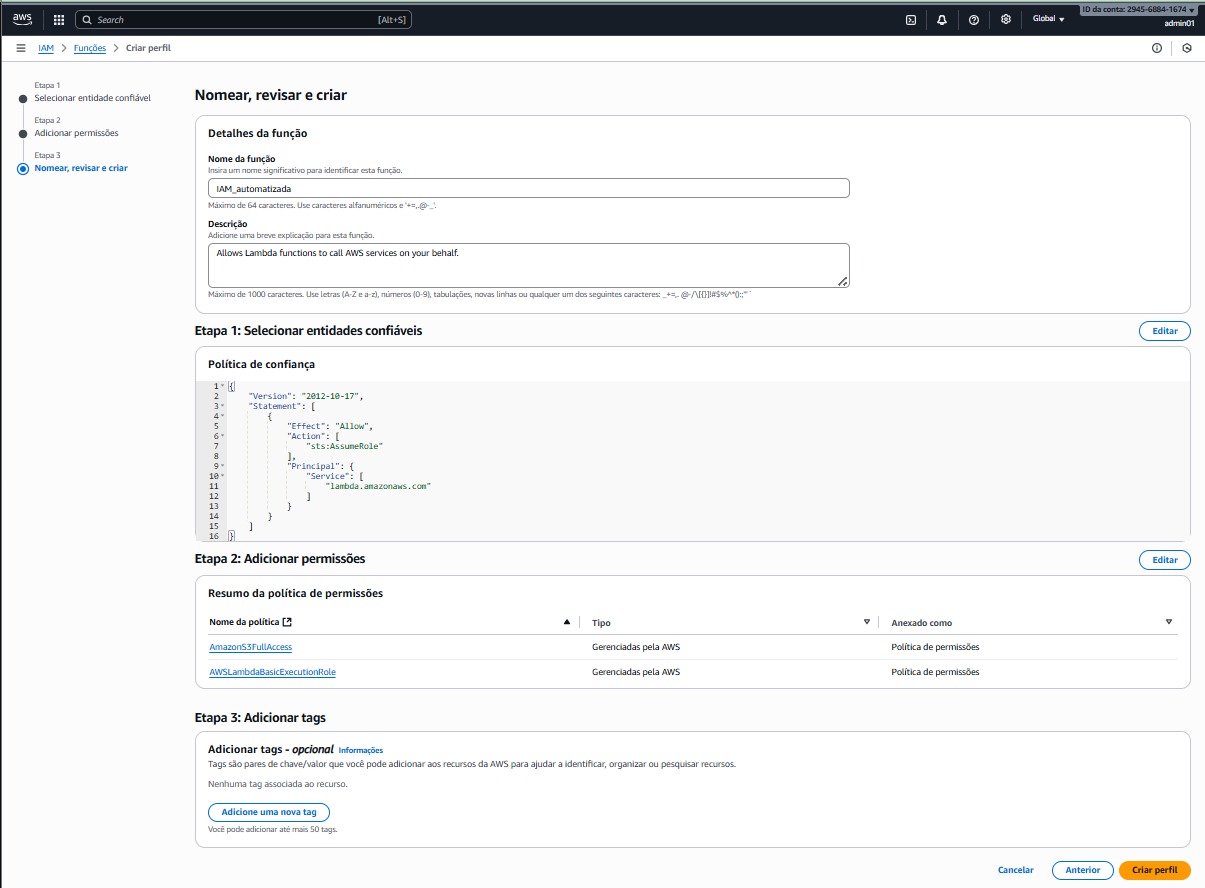 aws
Search [Alt+S]
Global
ID da conta: 2945-6884-1674
admin01
IAM > Funções > Criar perfil
Etapa 1
Selecionar entidade confiável
Etapa 2
Adicionar permissões
Etapa 3
Nomear, revisar e criar
Nomear, revisar e criar
Detalhes da função
Nome da função
Insira um nome significativo para identificar esta função.
IAM_automatizada
Máximo de 64 caracteres. Use caracteres alfanuméricos e '+=,.@-_'.
Descrição
Adicione uma breve explicação para esta função.
Allows Lambda functions to call AWS services on your behalf.
Máximo de 1000 caracteres. Use letras (A-Z e a-z), números (0-9), tabulações, novas linhas ou qualquer um dos seguintes caracteres: _+=,. @-/\[{}]!#$%^*();:"'`
Etapa 1: Selecionar entidades confiáveis
Editar
Política de confiança
1 {
2 "Version": "2012-10-17",
3 "Statement": [
4 {
5 "Effect": "Allow",
6 "Action": [
7 "sts:AssumeRole"
8 ],
9 "Principal": {
10 "Service": [
11 "lambda.amazonaws.com"
12 ]
13 }
14 }
15 ]
16 }
Etapa 2: Adicionar permissões
Editar
Resumo da política de permissões
Nome da política Tipo Anexado como
AmazonS3FullAccess Gerenciadas pela AWS Política de permissões
AWSLambdaBasicExecutionRole Gerenciadas pela AWS Política de permissões
Etapa 3: Adicionar tags
Adicionar tags - opcional Informações
Tags são pares de chave/valor que você pode adicionar aos recursos da AWS para ajudar a identificar, organizar ou pesquisar recursos.
Nenhuma tag associada ao recurso.
Adicione uma nova tag
Você pode adicionar até mais 50 tags.
Cancelar Anterior Criar perfil